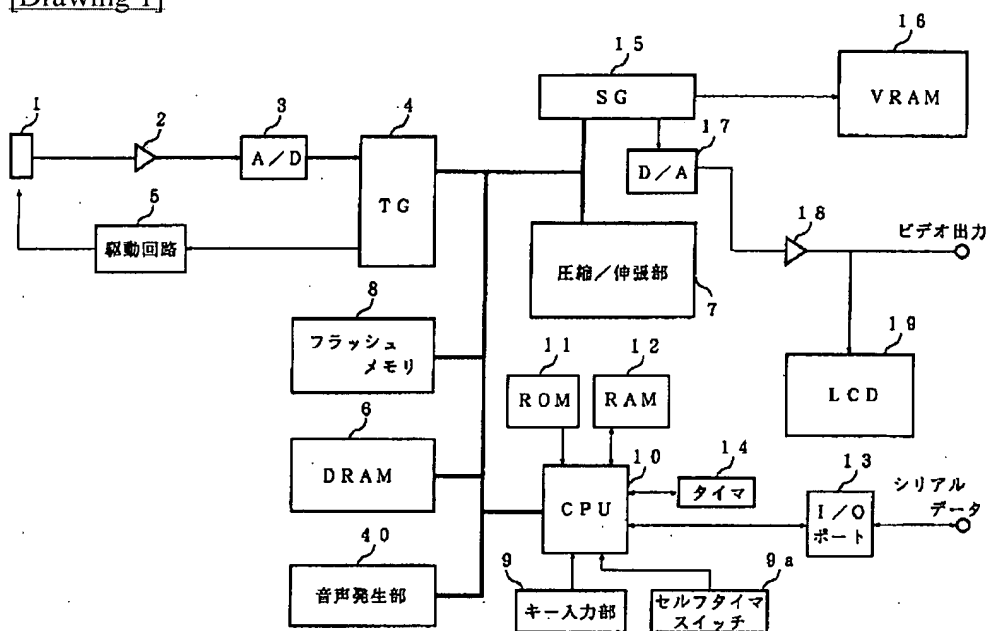 [Drawing 1]
1
2
3
A/D
4
TG
5
駆動回路
15
SG
16
VRAM
17
D/A
18
ビデオ出力
圧縮/伸張部
7
19
LCD
8
フラッシュ
メモリ
11
ROM
12
RAM
6
DRAM
10
CPU
14
タイマ
13
I/O
ポート
シリアル
データ
40
音声発生部
9
キー入力部
9a
セルフタイマ
スイッチ